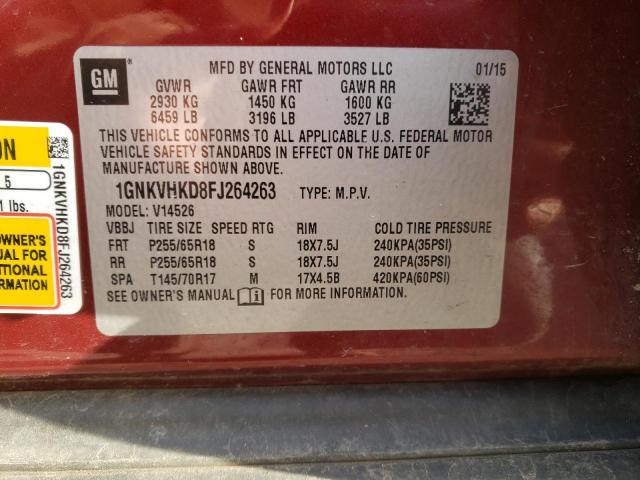 GM
MFD BY GENERAL MOTORS LLC 01/15
GVWR GAWR FRT GAWR RR
2930 KG 1450 KG 1600 KG
6459 LB 3196 LB 3527 LB
THIS VEHICLE CONFORMS TO ALL APPLICABLE U.S. FEDERAL MOTOR
VEHICLE SAFETY STANDARDS IN EFFECT ON THE DATE OF
MANUFACTURE SHOWN ABOVE.
1GNKVHKD8FJ264263 TYPE: M.P.V.
MODEL: V14526
VBBJ TIRE SIZE SPEED RTG RIM COLD TIRE PRESSURE
FRT P255/65R18 S 18X7.5J 240KPA(35PSI)
RR P255/65R18 S 18X7.5J 240KPA(35PSI)
SPA T145/70R17 M 17X4.5B 420KPA(60PSI)
SEE OWNER'S MANUAL FOR MORE INFORMATION.
ON
5
lbs.
OWNER'S
FOR
1GNKVHKD8FJ264263